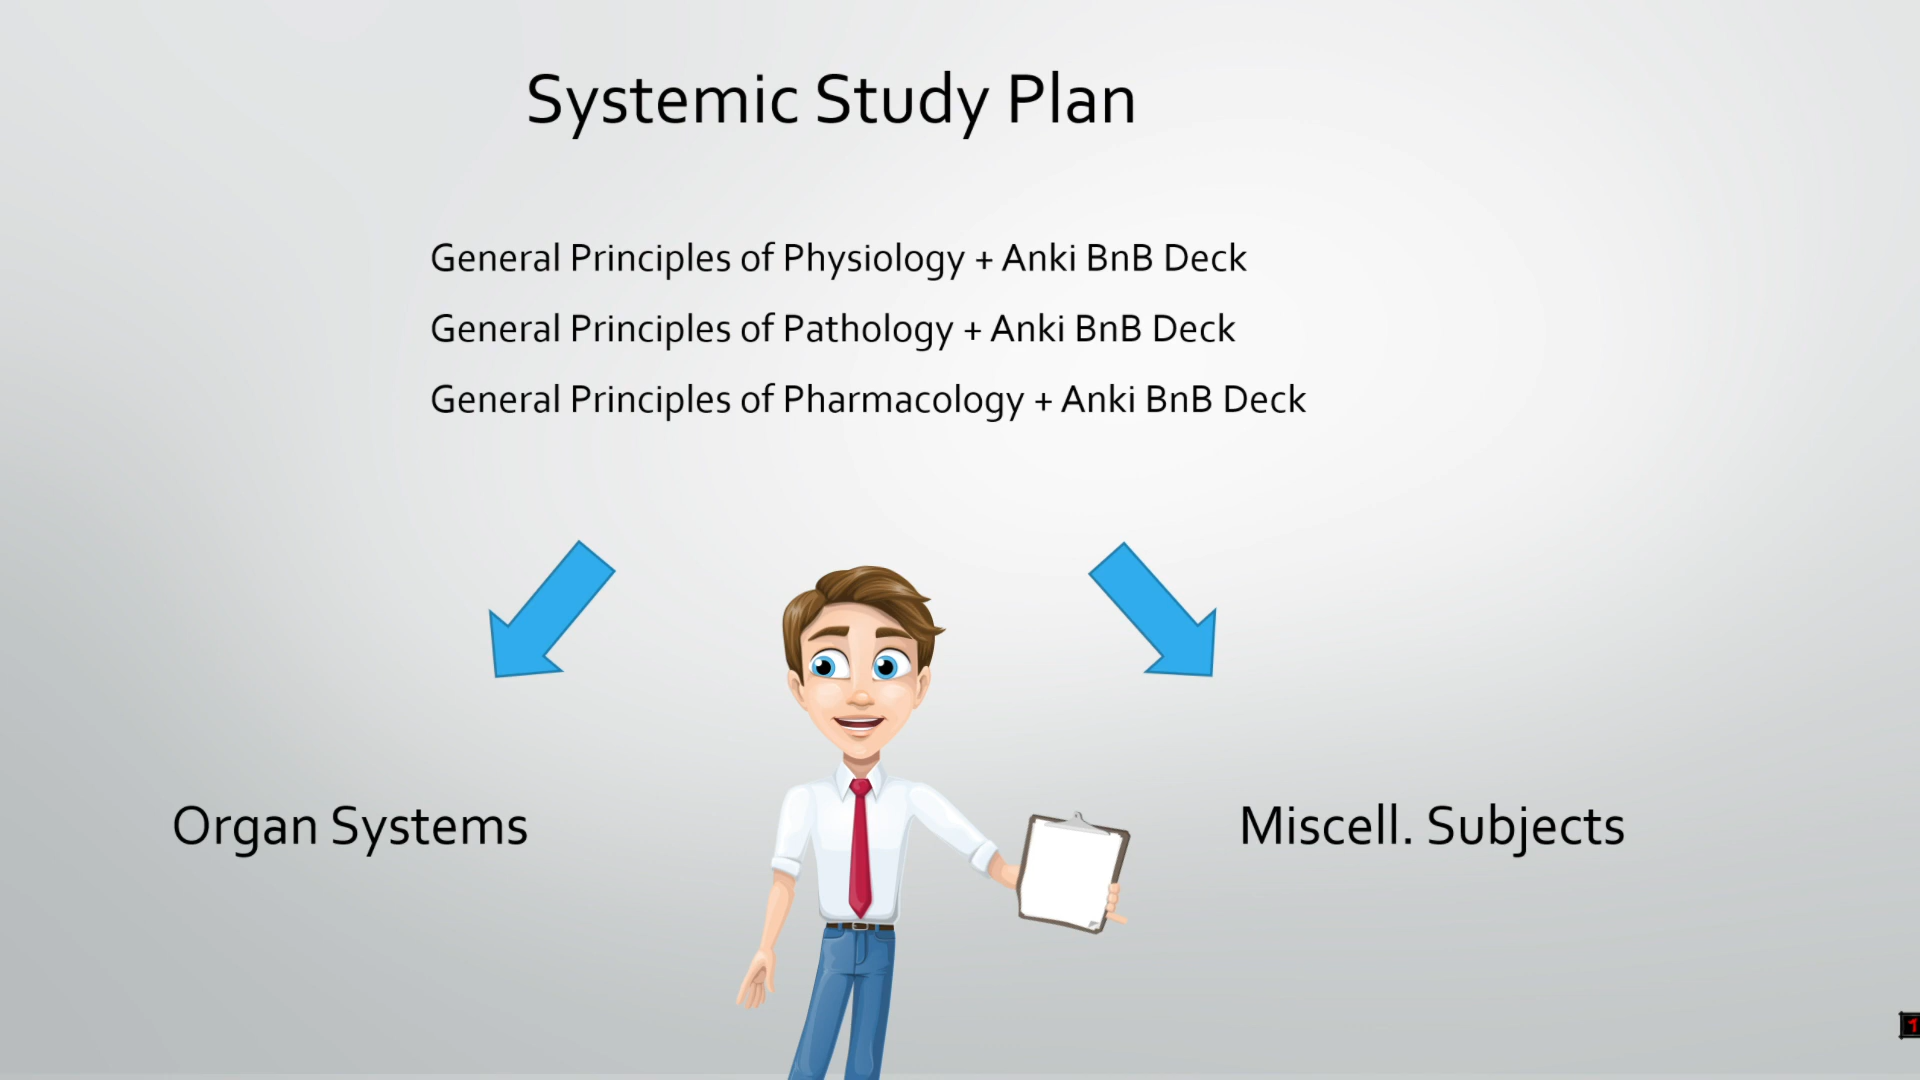 Systemic Study Plan
General Principles of Physiology + Anki BnB Deck
General Principles of Pathology + Anki BnB Deck
General Principles of Pharmacology + Anki BnB Deck
Organ Systems
Miscell. Subjects
1